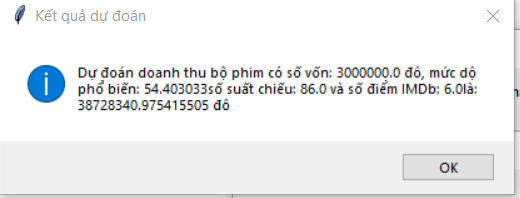 Kết quả dự đoán
Dự đoán doanh thu bộ phim có số vốn: 3000000.0 đô, mức dộ
phổ biến: 54.403033số suất chiếu: 86.0 và số điểm IMDb: 6.0là:
38728340.975415505 đô
OK